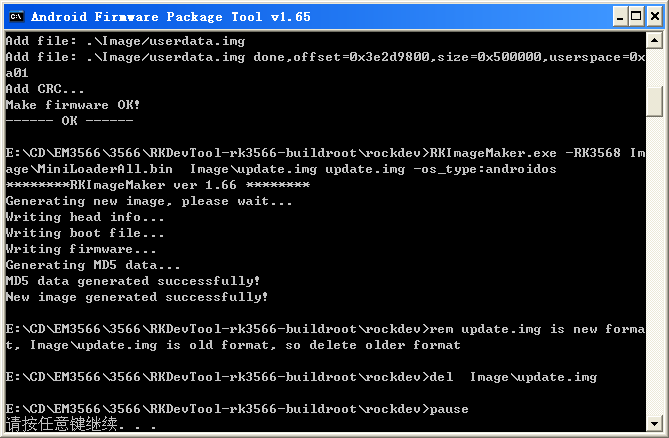 Android Firmware Package Tool v1.65
Add file: .\Image/userdata.img
Add file: .\Image/userdata.img done,offset=0x3e2d9800,size=0x500000,userspace=0x
a01
Add CRC...
Make firmware OK!
------ OK ------
E:\CD\EM3566\3566\RKDevTool-rk3566-buildroot\rockdev>RKImageMaker.exe -RK3568 Im
age\MiniLoaderAll.bin  Image\update.img update.img -os_type:androidos
********RKImageMaker ver 1.66 ********
Generating new image, please wait...
Writing head info...
Writing boot file...
Writing firmware...
Generating MD5 data...
MD5 data generated successfully!
New image generated successfully!
E:\CD\EM3566\3566\RKDevTool-rk3566-buildroot\rockdev>rem update.img is new forma
t, Image\update.img is old format, so delete older format
E:\CD\EM3566\3566\RKDevTool-rk3566-buildroot\rockdev>del  Image\update.img
E:\CD\EM3566\3566\RKDevTool-rk3566-buildroot\rockdev>pause
请按任意键继续. . .